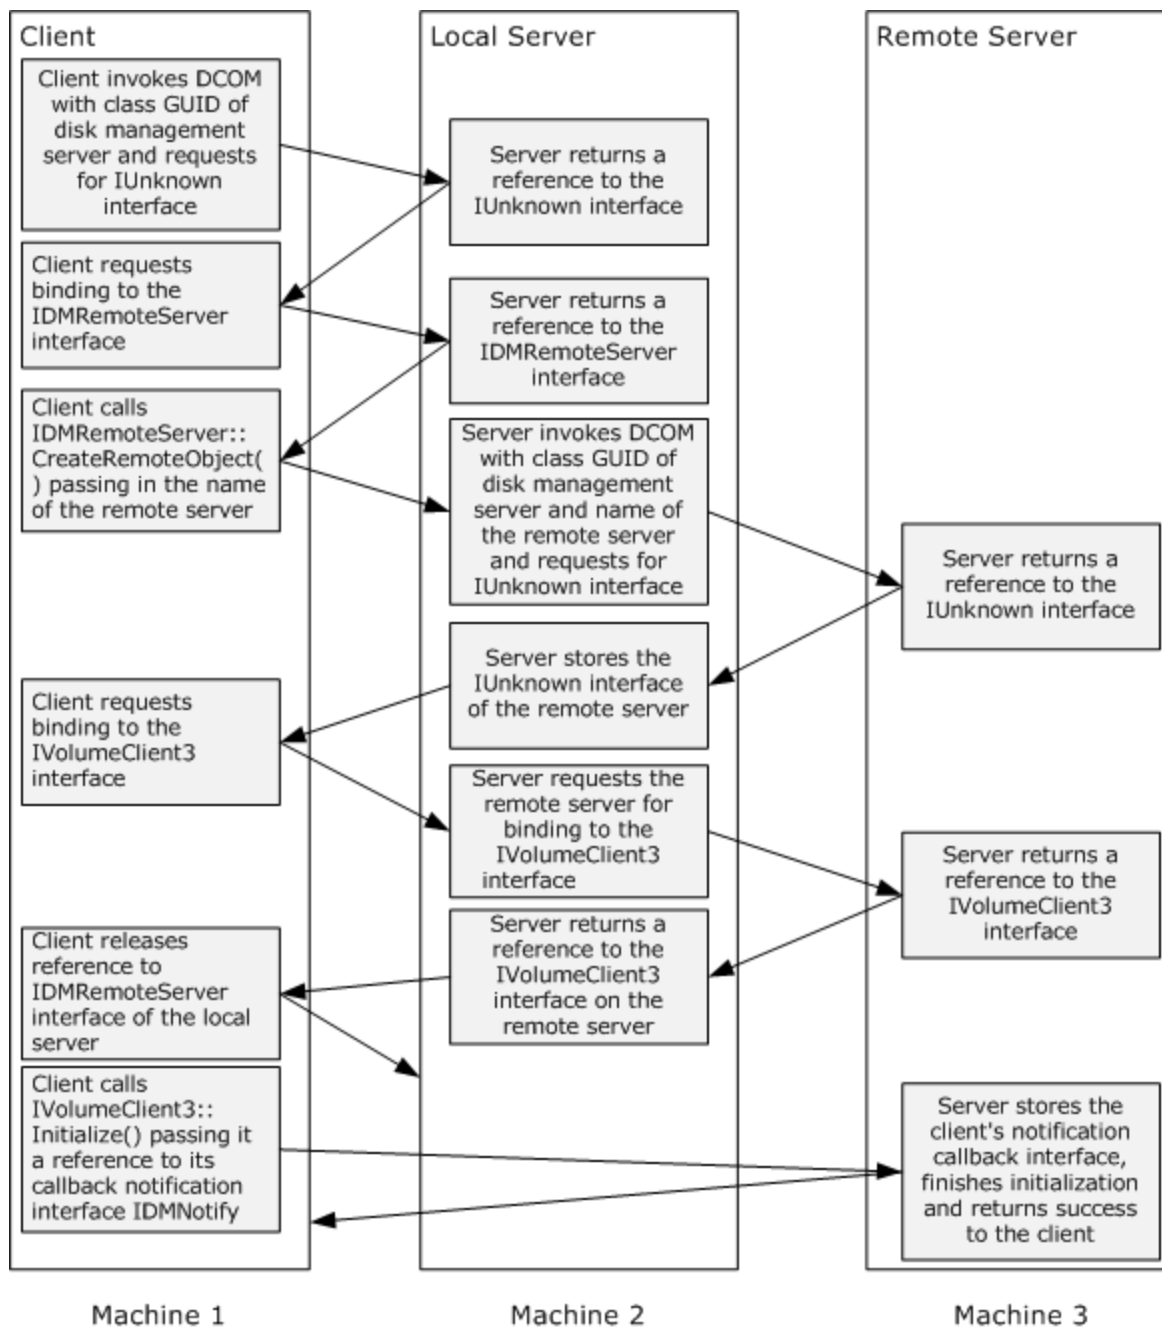 Client
Client invokes DCOM
with class GUID of
disk management
server and requests
for IUnknown
interface
Client requests
binding to the
IDMRemoteServer
interface
Client calls
IDMRemoteServer::
CreateRemoteObject(
) passing in the name
of the remote server
Client requests
binding to the
IVolumeClient3
interface
Client releases
reference to
IDMRemoteServer
interface of the local
server
Client calls
IVolumeClient3::
Initialize() passing it
a reference to its
callback notification
interface IDMNotify
Machine 1
Local Server
Server returns a
reference to the
IUnknown interface
Server returns a
reference to the
IDMRemoteServer
interface
Server invokes DCOM
with class GUID of
disk management
server and name of
the remote server
and requests for
IUnknown interface
Server stores the
IUnknown interface
of the remote server
Server requests the
remote server for
binding to the
IVolumeClient3
interface
Server returns a
reference to the
IVolumeClient3
interface on the
remote server
Machine 2
Remote Server
Server returns a
reference to the
IUnknown interface
Server returns a
reference to the
IVolumeClient3
interface
Server stores the
client's notification
callback interface,
finishes initialization
and returns success
to the client
Machine 3